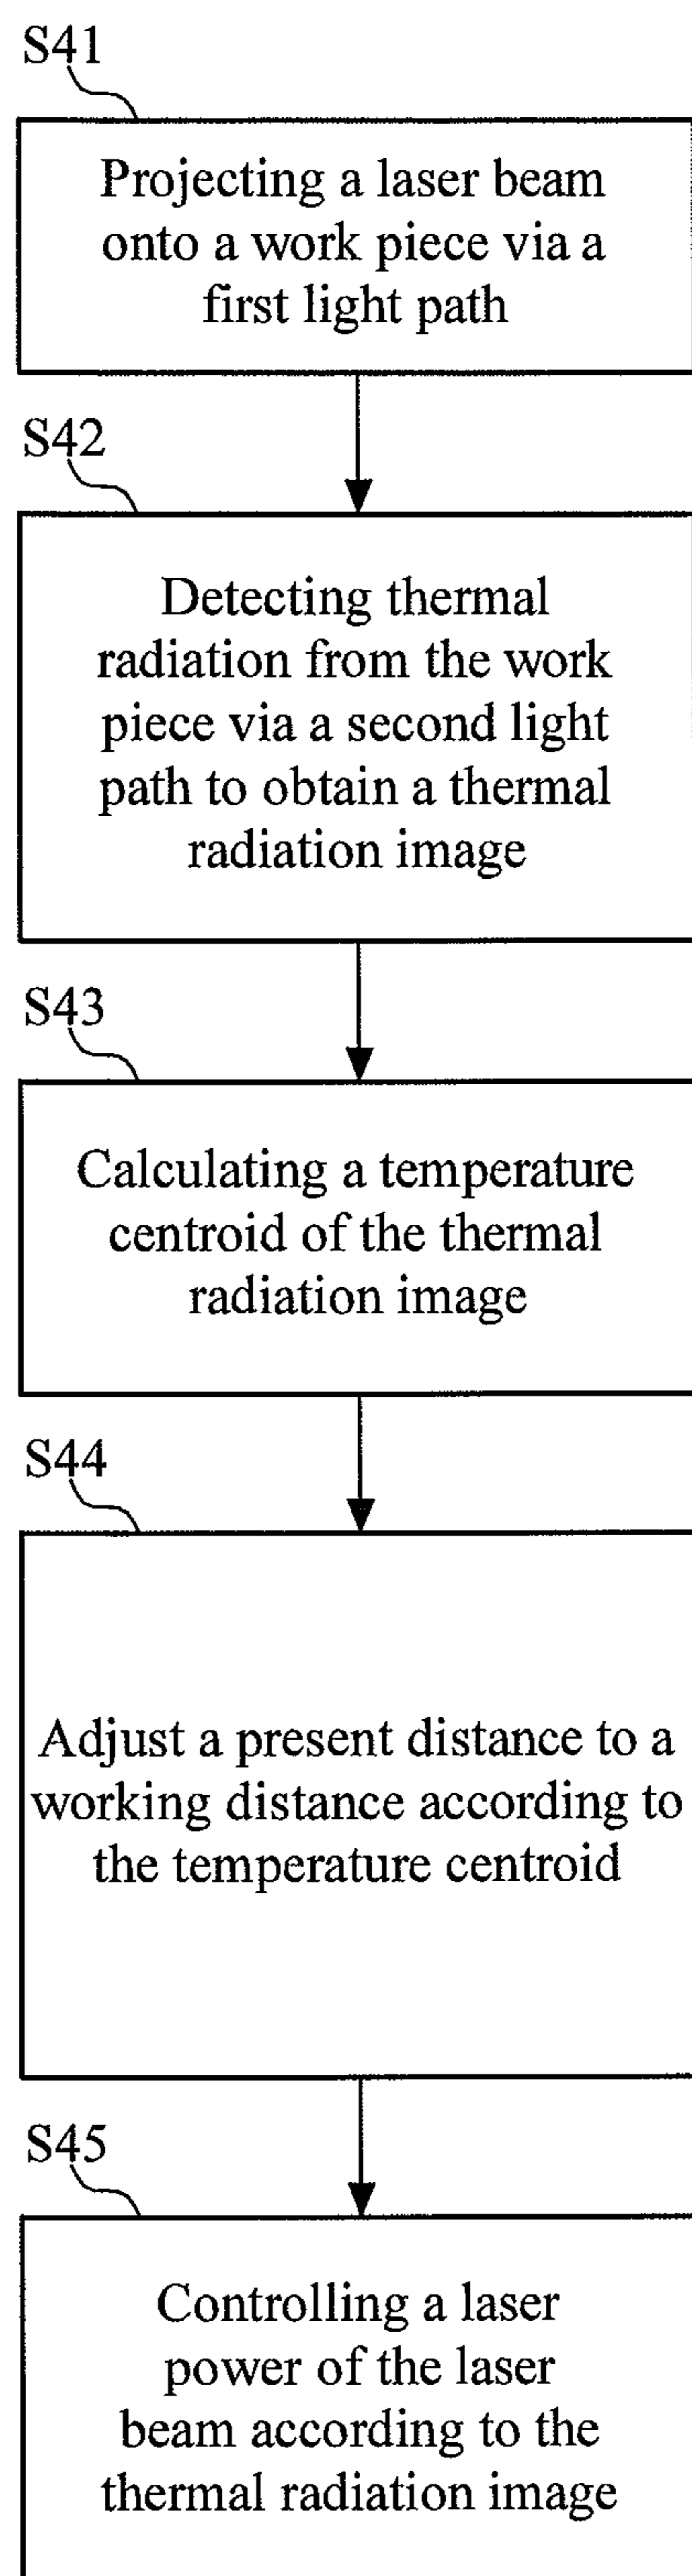 S41
Projecting a laser beam
onto a work piece via a
first light path
S42
Detecting thermal
radiation from the work
piece via a second light
path to obtain a thermal
radiation image
S43
Calculating a temperature
centroid of the thermal
radiation image
S44
Adjust a present distance to a
working distance according to
the temperature centroid
S45
Controlling a laser
power of the laser
beam according to the
thermal radiation image